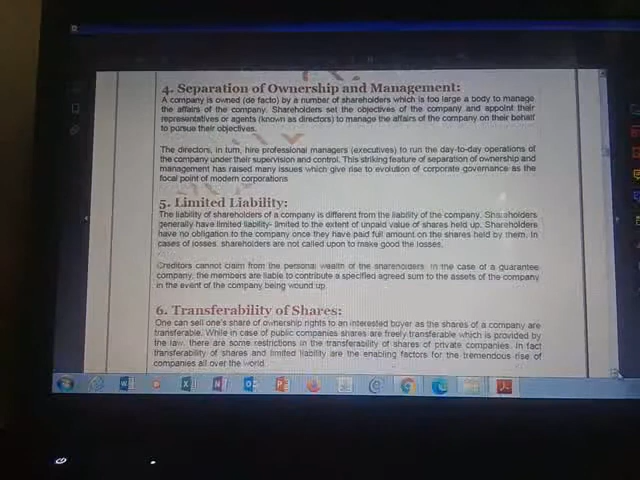 4. Separation of Ownership and Management:
A company is owned (de facto) by a number of shareholders which is too large a body to manage
the affairs of the company. Shareholders set the objectives of the company and appoint their
representatives or agents (known as directors) to manage the affairs of the company on their behalf
to pursue their objectives.
The directors, in turn, hire professional managers (executives) to run the day-to-day operations of
the company under their supervision and control. This striking feature of separation of ownership and
management has raised many issues which give rise to evolution of corporate governance as the
focal point of modern corporations
5. Limited Liability:
The liability of shareholders of a company is different from the liability of the company. Shareholders
generally have limited liability- limited to the extent of unpaid value of shares held up. Shareholders
have no obligation to the company once they have paid full amount on the shares held by them. In
cases of losses, shareholders are not called upon to make good the losses.
Creditors cannot claim from the personal wealth of the shareholders. In the case of a guarantee
company, the members are liable to contribute a specified agreed sum to the assets of the company
in the event of the company being wound up.
6. Transferability of Shares:
One can sell one's share of ownership rights to an interested buyer as the shares of a company are
transferable. While in case of public companies shares are freely transferable which is provided by
the law, there are some restrictions in the transferability of shares of private companies. In fact
transferability of shares and limited liability are the enabling factors for the tremendous rise of
companies all over the world.